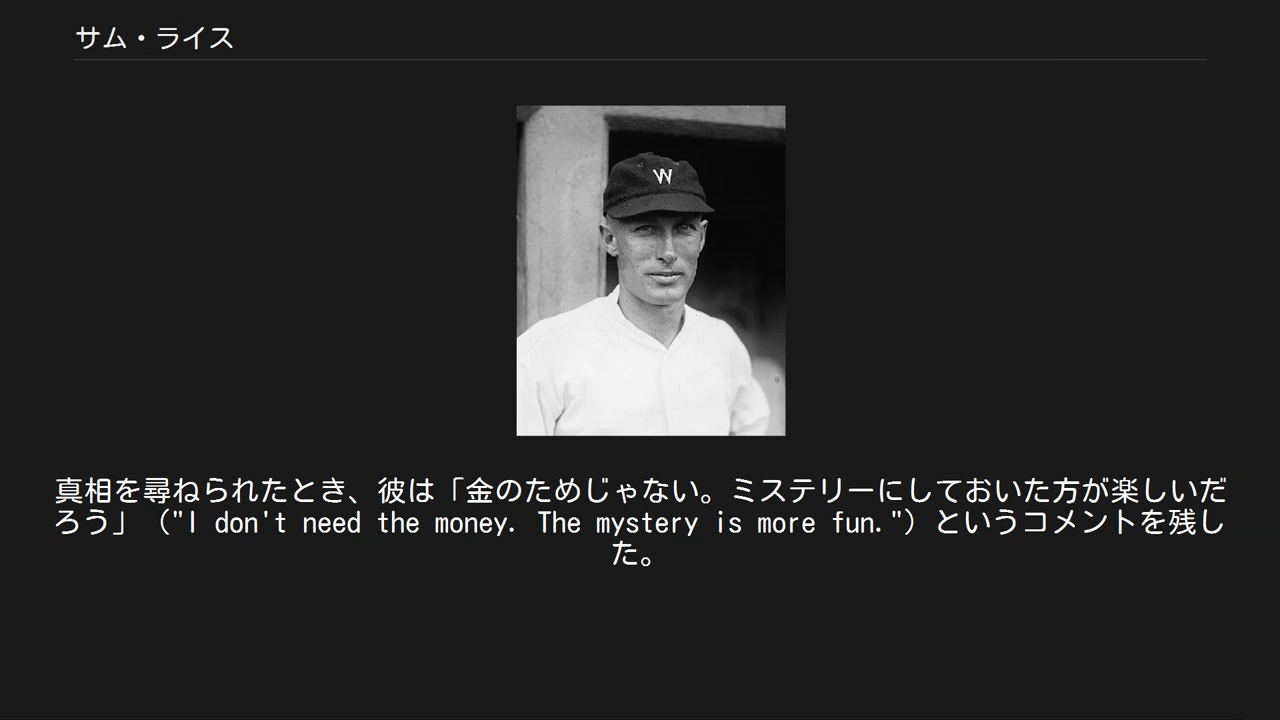 サム・ライス
W
真相を尋ねられたとき、彼は「金のためじゃない。ミステリーにしておいた方が楽しいだ
ろう」（"I don't need the money. The mystery is more fun."）というコメントを残し
た。